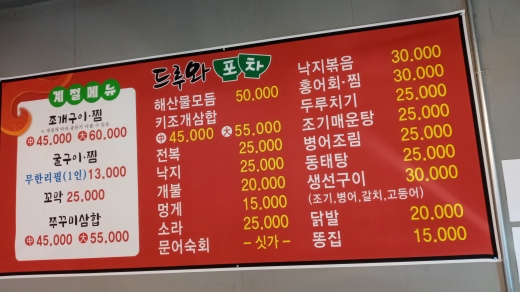 드루와 포차
계절메뉴
조개구이·찜
中 45.000 大 60.000
굴구이·찜
무한리필(1인) 13.000
꼬막 25.000
쭈꾸미삼합
中 45.000 大 55.000
해산물모듬 50,000
키조개삼합
中 45.000 大 55.000
전복 25.000
낙지 25.000
개불 20.000
멍게 15.000
소라 25.000
문어숙회 - 싯가 -
낙지볶음 30.000
홍어회·찜 30.000
두루치기 25.000
조기매운탕 25.000
병어조림 25.000
동태탕 25.000
생선구이 30.000
(조기,병어,갈치,고등어)
닭발 20.000
똥집 15.000